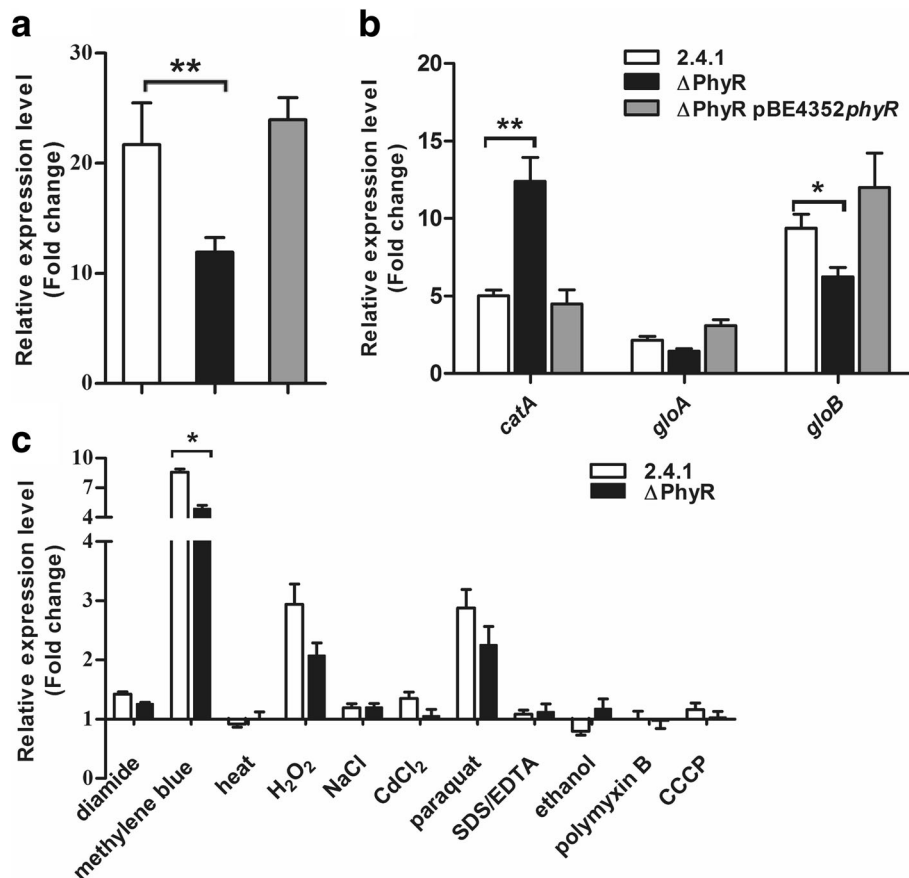 a
Relative expression level
(Fold change)
30
20
10
0
**
b
Relative expression level
(Fold change)
20
15
10
5
0
2.4.1
ΔPhyR
ΔPhyR pBE4352phyR
**
*
catA
gloA
gloB
c
Relative expression level
(Fold change)
10
7
4
4
3
2
1
0
*
2.4.1
ΔPhyR
diamide
methylene blue
heat
H₂O₂
NaCl
CdCl₂
paraquat
SDS/EDTA
ethanol
polymyxin B
CCCP